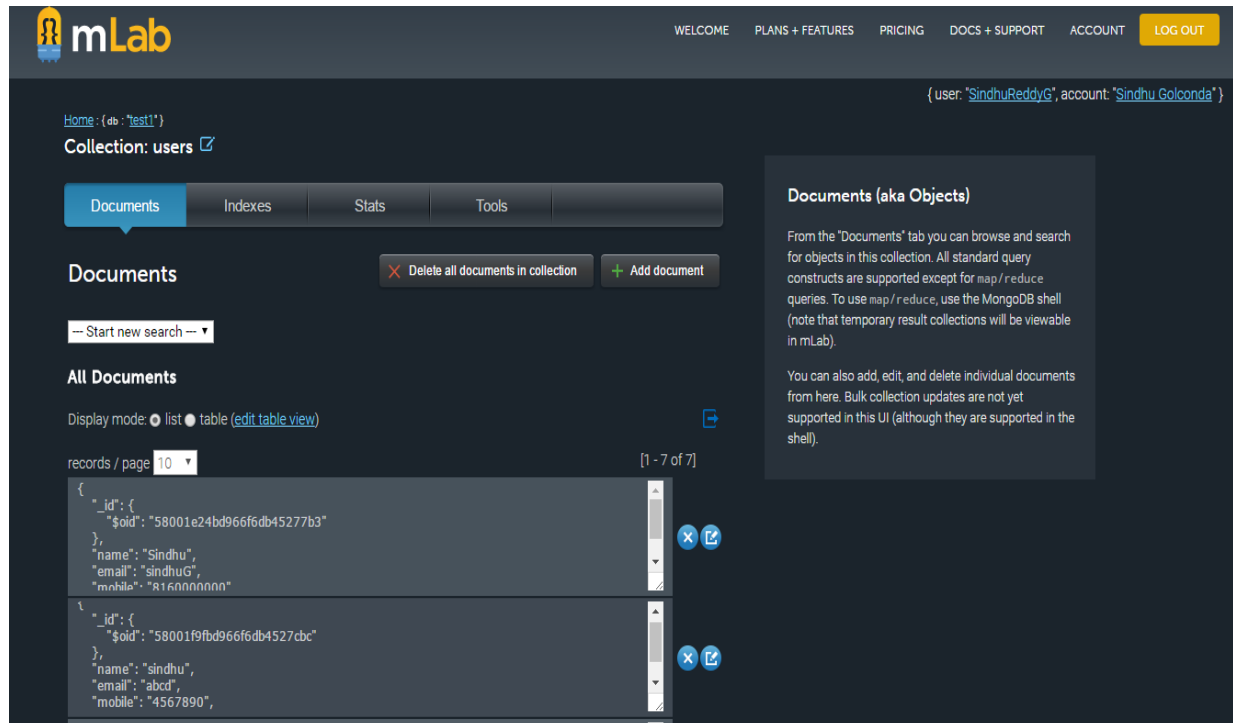 mLab
WELCOME PLANS + FEATURES PRICING DOCS + SUPPORT ACCOUNT LOG OUT
{ user: "SindhuReddyG", account: "Sindhu Golconda" }
Home : { db : "test1" }
Collection: users
Documents Indexes Stats Tools
Documents
Delete all documents in collection
Add document
--- Start new search ---
All Documents
Display mode: list table (edit table view)
records / page 10
[1 - 7 of 7]
{
"_id": {
"$oid": "58001e24bd966f6db45277b3"
},
"name": "Sindhu",
"email": "sindhuG",
"mobile": "8160000000"
{
"_id": {
"$oid": "58001f9fbd966f6db4527cbc"
},
"name": "sindhu",
"email": "abcd",
"mobile": "4567890",
Documents (aka Objects)
From the "Documents" tab you can browse and search
for objects in this collection. All standard query
constructs are supported except for map/reduce
queries. To use map/reduce, use the MongoDB shell
(note that temporary result collections will be viewable
in mLab).
You can also add, edit, and delete individual documents
from here. Bulk collection updates are not yet
supported in this UI (although they are supported in the
shell).